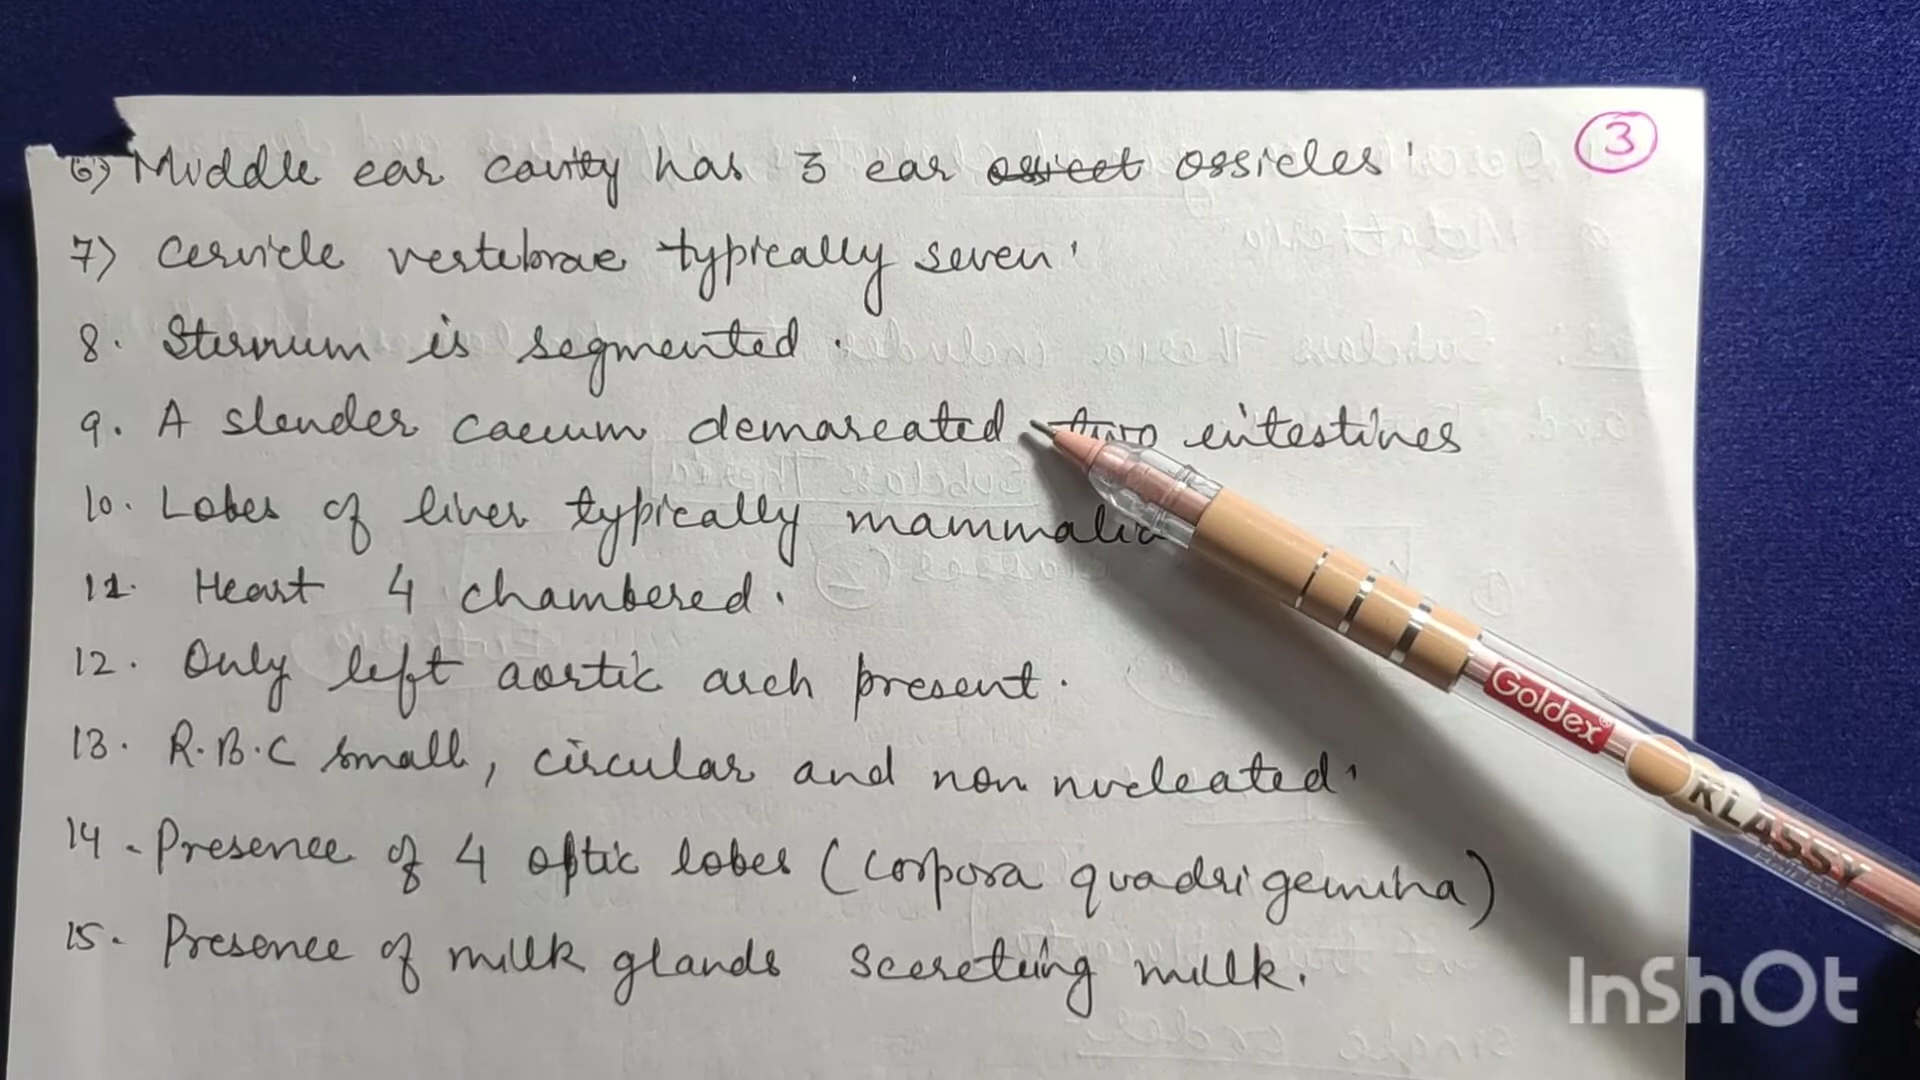 3
6) Middle ear cavity has 3 ear ossicles.
7) Cervicle vertebrae typically seven.
8. Sternum is segmented.
9. A slender caecum demarcated two intestines
10. Lobes of liver typically mammalia
11. Heart 4 chambered.
12. Only left aortic arch present.
13. R.B.C small, circular and non nucleated.
14. Presence of 4 optic lobes (corpora quadrigemina)
15. Presence of milk glands secreteing milk.
Goldex
KLASSY
InShOt